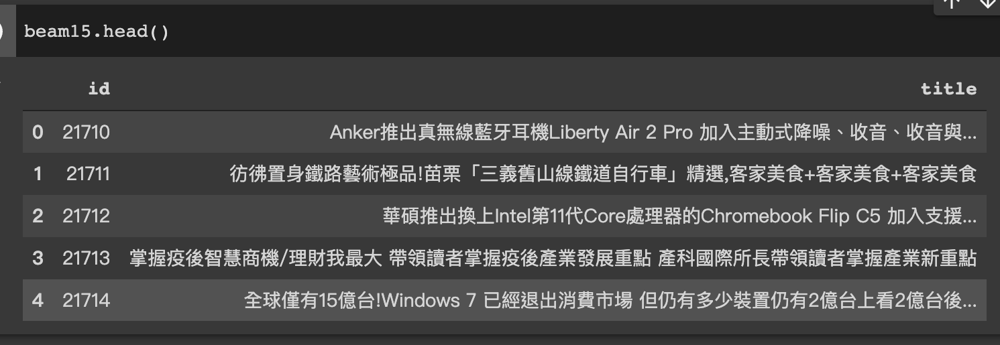 beam15.head()
id title
0 21710 Anker推出真無線藍牙耳機Liberty Air 2 Pro 加入主動式降噪、收音、收音與...
1 21711 彷彿置身鐵路藝術極品!苗栗「三義舊山線鐵道自行車」精選,客家美食+客家美食+客家美食
2 21712 華碩推出換上Intel第11代Core處理器的Chromebook Flip C5 加入支援...
3 21713 掌握疫後智慧商機/理財我最大 帶領讀者掌握疫後產業發展重點 產科國際所長帶領讀者掌握產業新重點
4 21714 全球僅有15億台!Windows 7 已經退出消費市場 但仍有多少裝置仍有2億台上看2億台後...